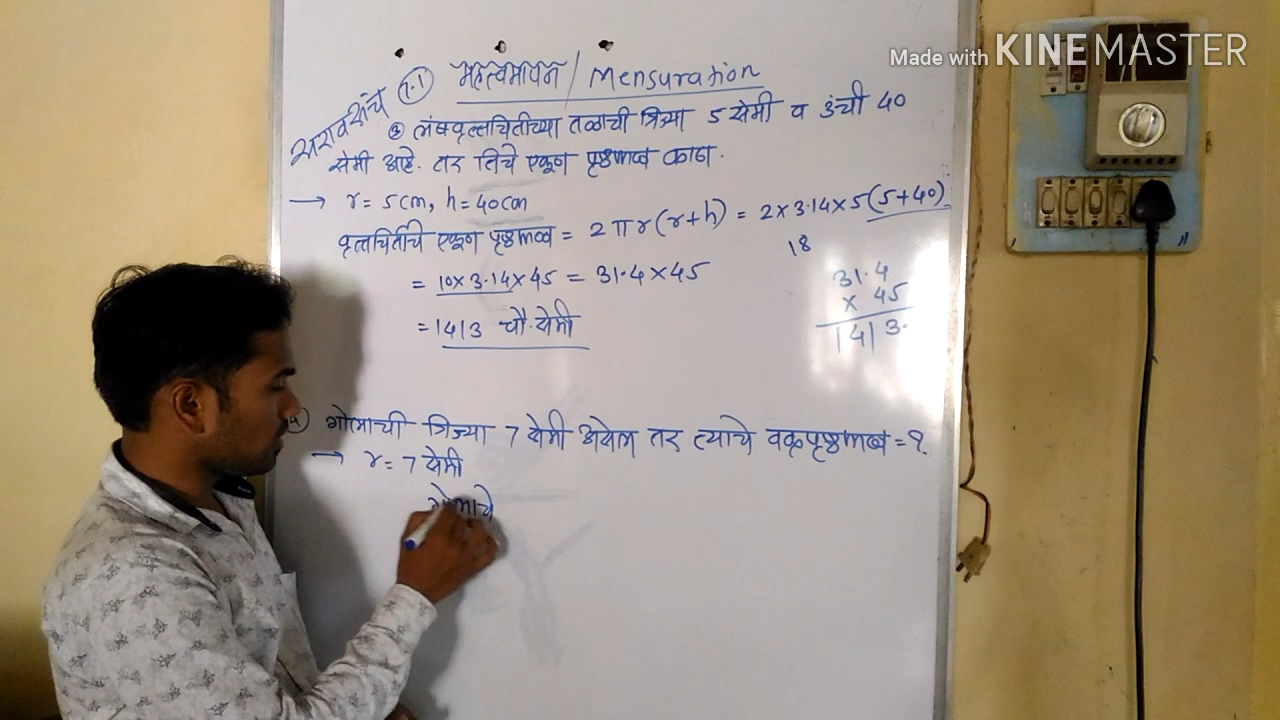 Made with KINEMASTER
सरावसंच 7.1 महत्वमापन / Mensuration
③ लंबवृत्तचितीच्या तळाची त्रिज्या 5 सेमी व उंची 40
सेमी आहे. तर तिचे एकूण पृष्ठफळ काढा.
→ r = 5cm, h = 40cm
वृत्तचितीचे एकूण पृष्ठफळ = 2πr(r+h) = 2 x 3.14 x 5(5+40)
18
= 10 x 3.14 x 45 = 31.4 x 45
= 1413 चौ.सेमी
31.4
x 45
1413.
गोलाची त्रिज्या 7 सेमी असेल तर त्याचे वक्रपृष्ठफळ = ?
→ r = 7 सेमी
गोलाचे